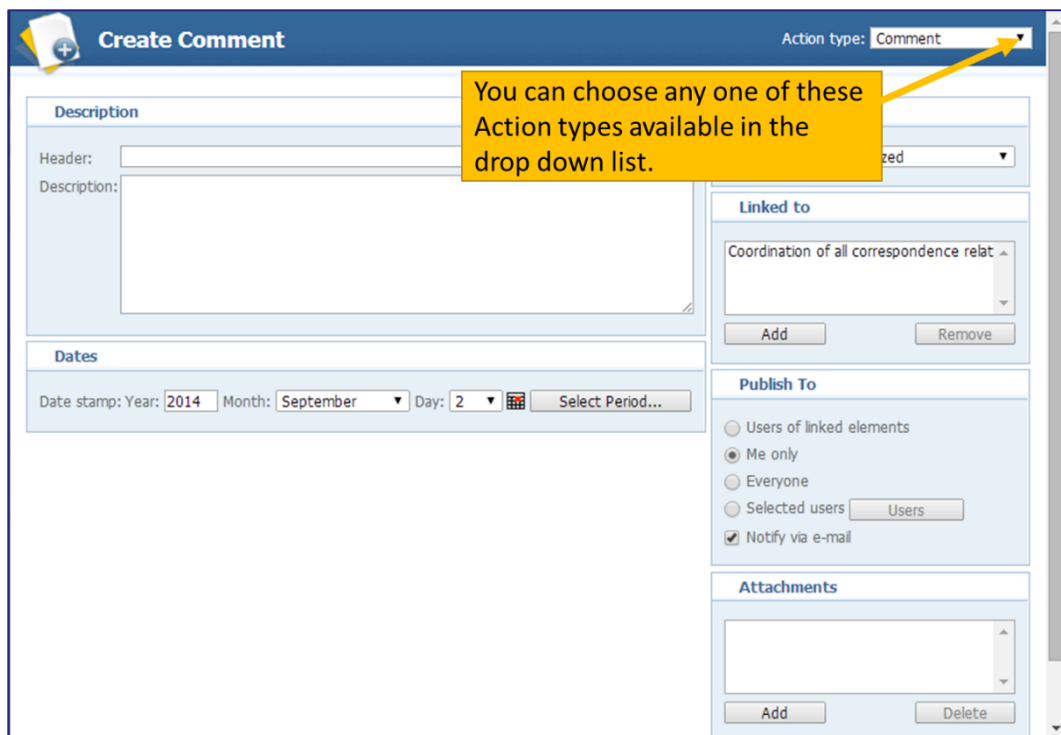 Create Comment
Action type: Comment
You can choose any one of these
Action types available in the
drop down list.
Description
Header:
Description:
Dates
Date stamp: Year: 2014 Month: September Day: 2 Select Period...
Linked to
Coordination of all correspondence relat
Add Remove
Publish To
Users of linked elements
Me only
Everyone
Selected users Users
Notify via e-mail
Attachments
Add Delete